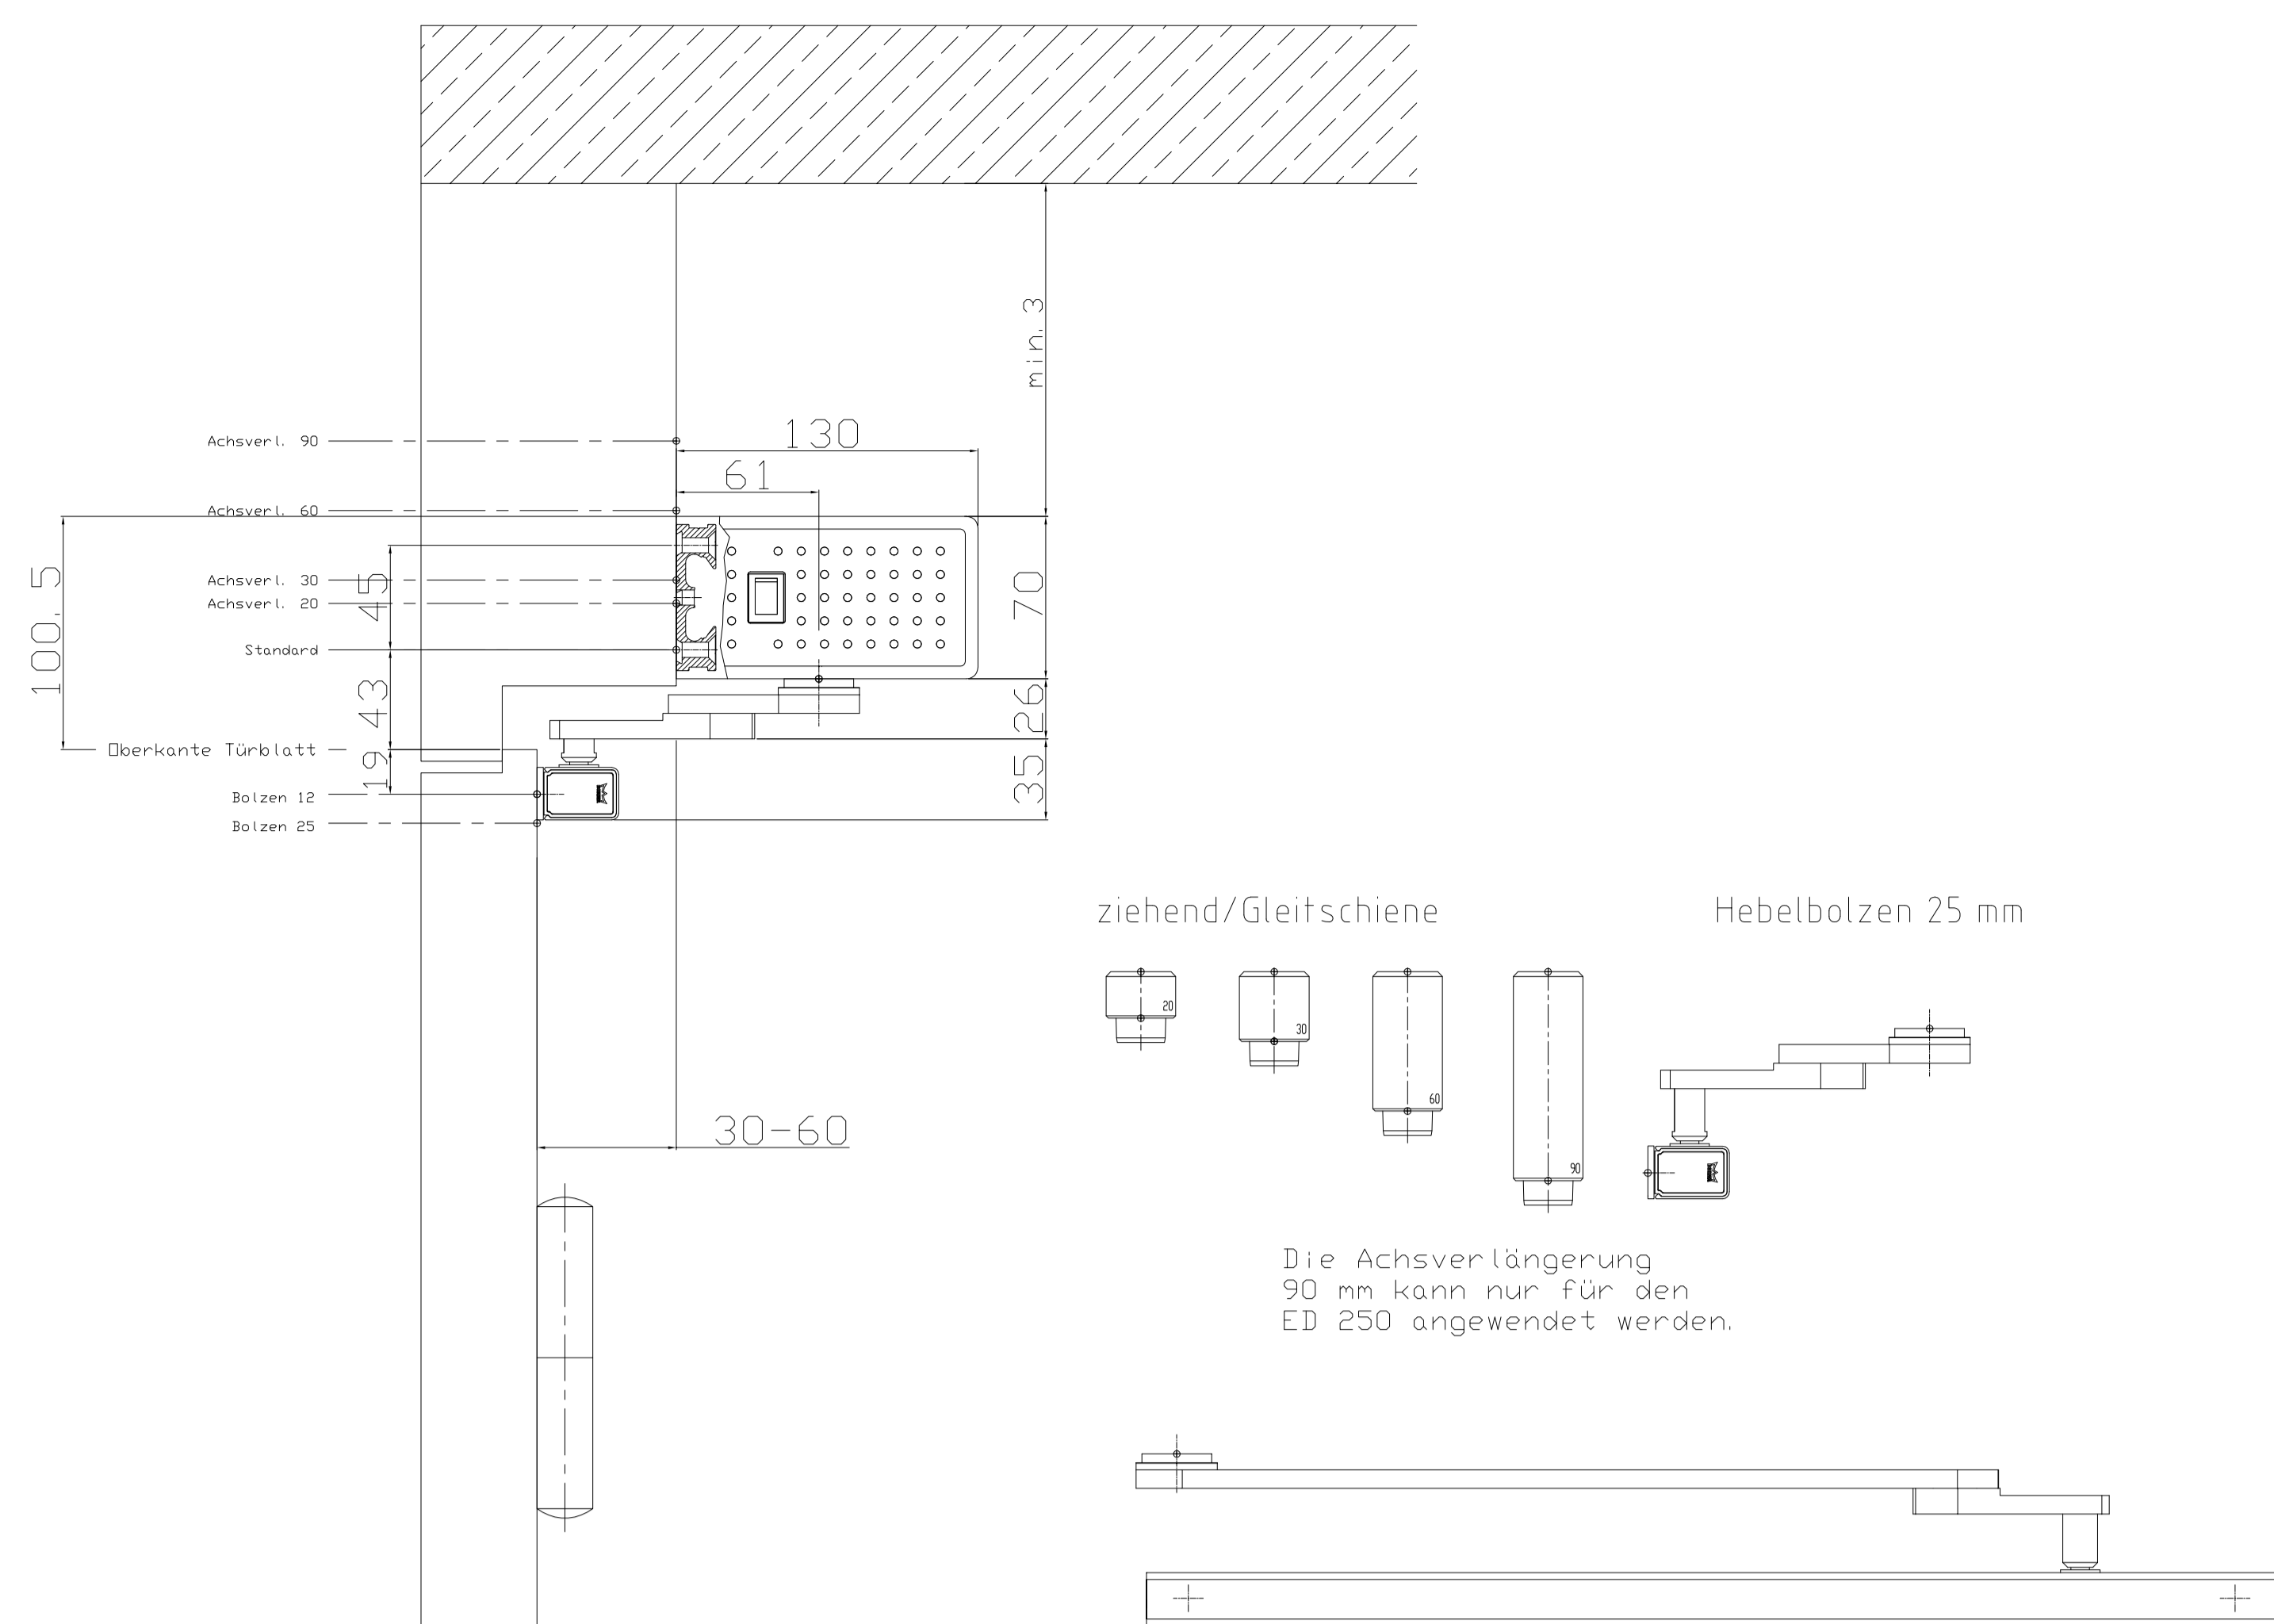 min. 3
130
Achsverl. 90
61
Achsverl. 60
100.5
45
Achsverl. 30
70
Achsverl. 20
Standard
43
26
Oberkante Türblatt
19
35
Bolzen 12
Bolzen 25
ziehend/Gleitschiene
Hebelbolzen 25 mm
20
30
60
90
30-60
Die Achsverlängerung
90 mm kann nur für den
ED 250 angewendet werden.